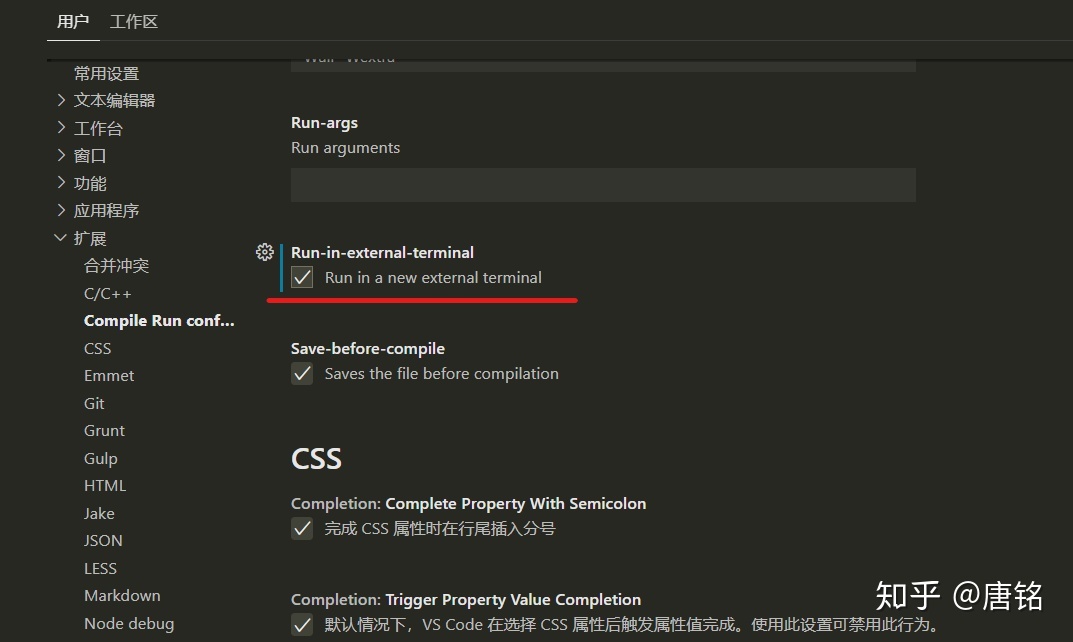 用户 工作区
常用设置
文本编辑器
工作台
窗口
功能
应用程序
扩展
合并冲突
C/C++
Compile Run conf...
CSS
Emmet
Git
Grunt
Gulp
HTML
Jake
JSON
LESS
Markdown
Node debug
Run-args
Run arguments
Run-in-external-terminal
Run in a new external terminal
Save-before-compile
Saves the file before compilation
CSS
Completion: Complete Property With Semicolon
完成 CSS 属性时在行尾插入分号
Completion: Trigger Property Value Completion
默认情况下，VS Code 在选择 CSS 属性后触发属性值完成。使用此设置可禁用此行为。
知乎 @唐铭